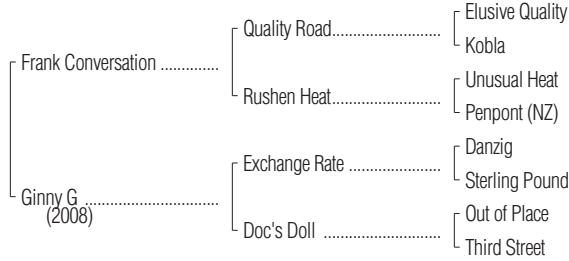 Elusive Quality
Quality Road
Kobla
Frank Conversation
Unusual Heat
Rushen Heat
Penpont (NZ)
Danzig
Exchange Rate
Sterling Pound
Ginny G
(2008)
Out of Place
Doc's Doll
Third Street